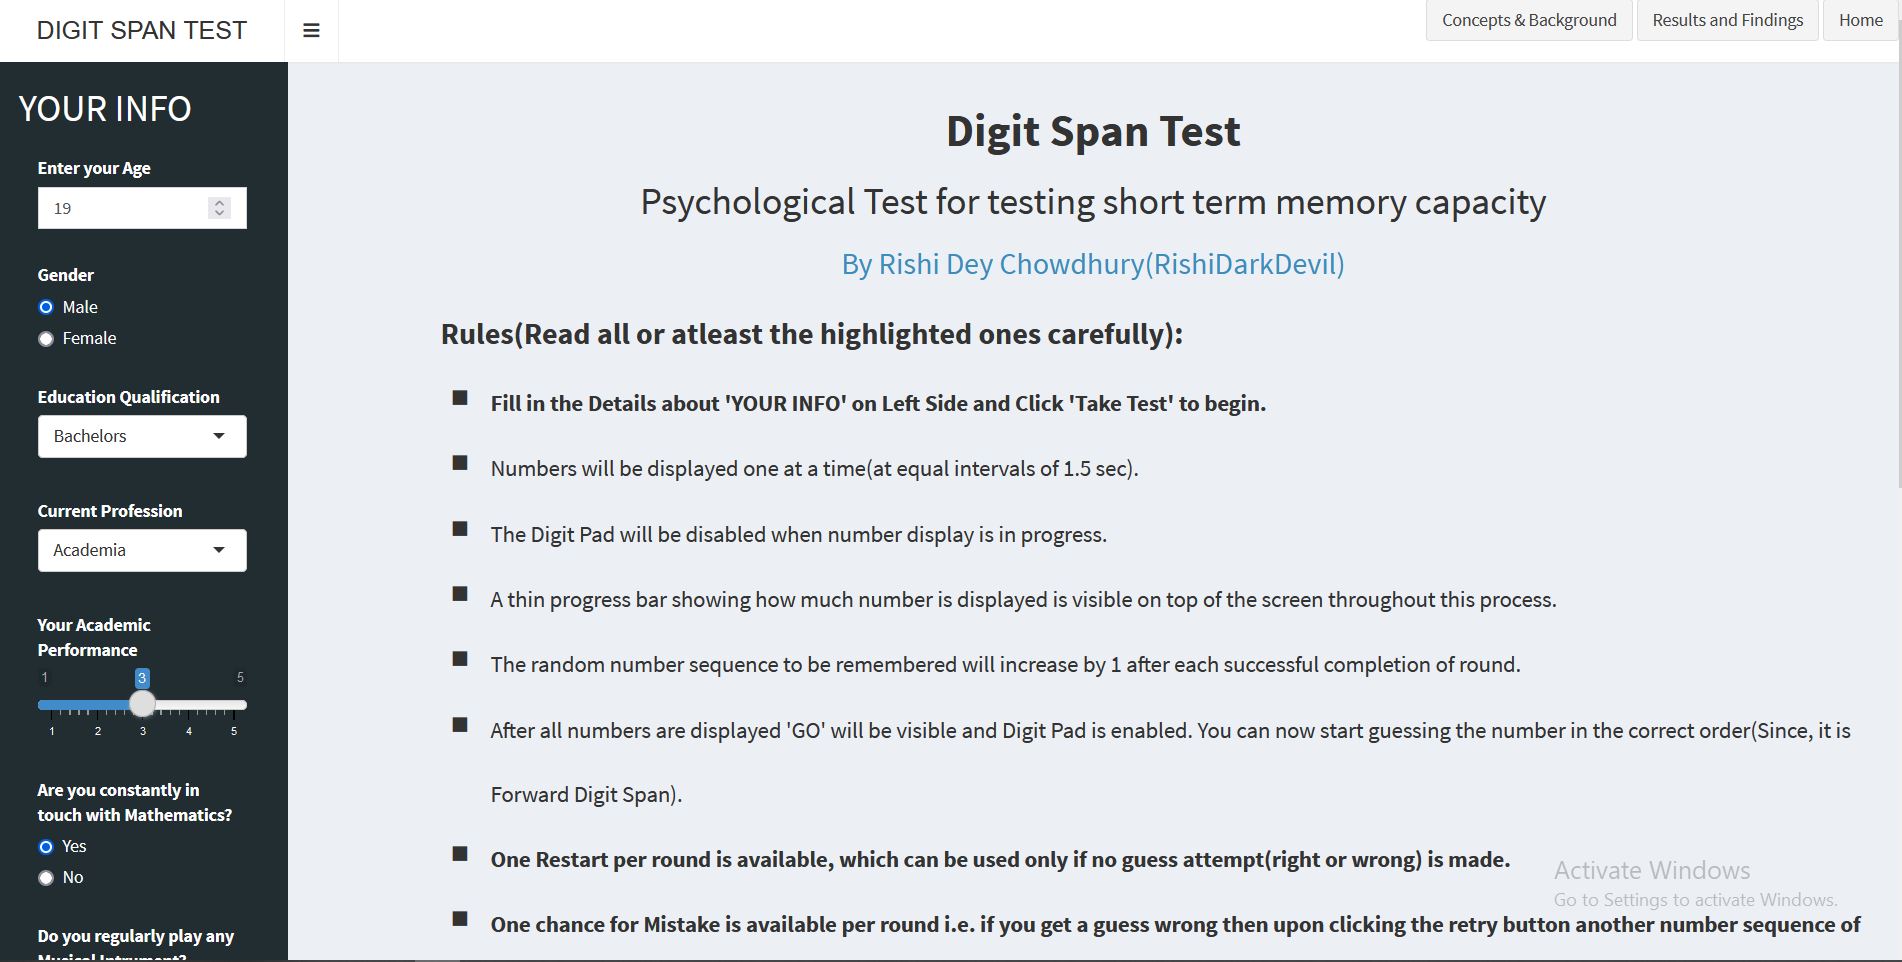 DIGIT SPAN TEST
Concepts & Background
Results and Findings
Home
YOUR INFO
Enter your Age
19
Gender
Male
Female
Education Qualification
Bachelors
Current Profession
Academia
Your Academic
Performance
1
3
5
1 2 3 4 5
Are you constantly in
touch with Mathematics?
Yes
No
Do you regularly play any
Musical Intrument?
Digit Span Test
Psychological Test for testing short term memory capacity
By Rishi Dey Chowdhury(RishiDarkDevil)
Rules(Read all or atleast the highlighted ones carefully):
Fill in the Details about 'YOUR INFO' on Left Side and Click 'Take Test' to begin.
Numbers will be displayed one at a time(at equal intervals of 1.5 sec).
The Digit Pad will be disabled when number display is in progress.
A thin progress bar showing how much number is displayed is visible on top of the screen throughout this process.
The random number sequence to be remembered will increase by 1 after each successful completion of round.
After all numbers are displayed 'GO' will be visible and Digit Pad is enabled. You can now start guessing the number in the correct order(Since, it is
Forward Digit Span).
One Restart per round is available, which can be used only if no guess attempt(right or wrong) is made.
One chance for Mistake is available per round i.e. if you get a guess wrong then upon clicking the retry button another number sequence of
Activate Windows
Go to Settings to activate Windows.